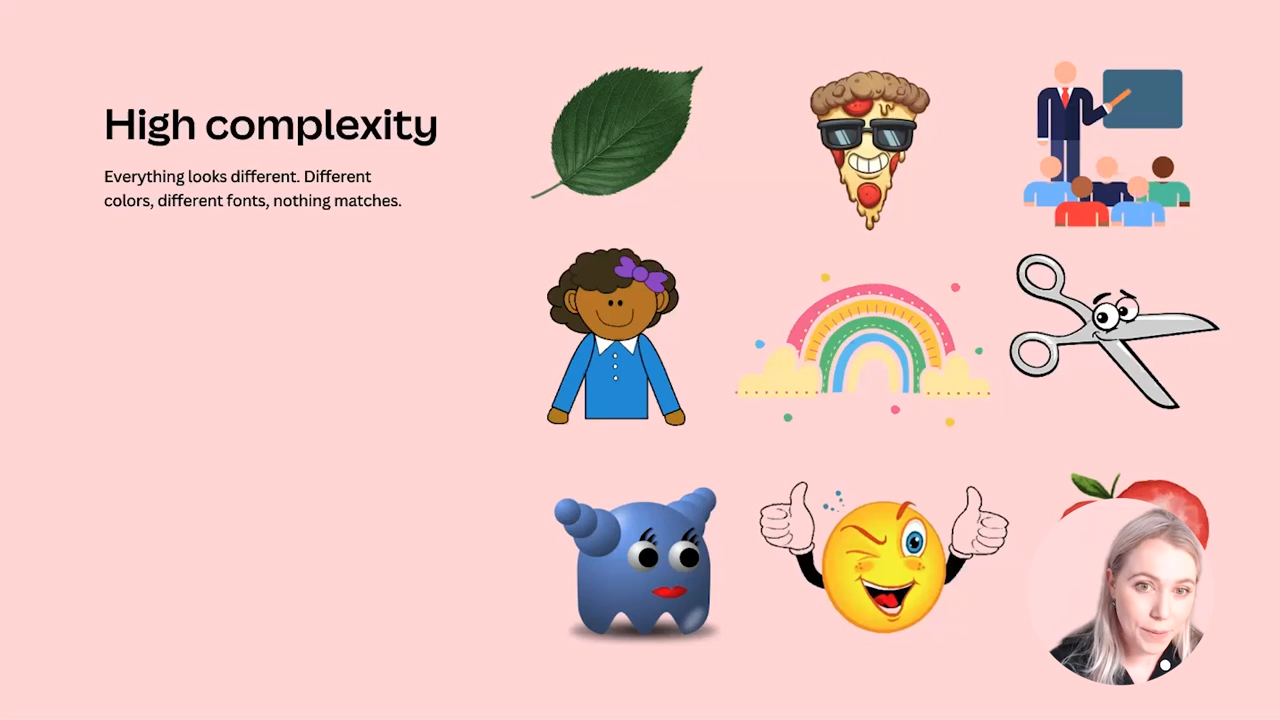 High complexity
Everything looks different. Different
colors, different fonts, nothing matches.